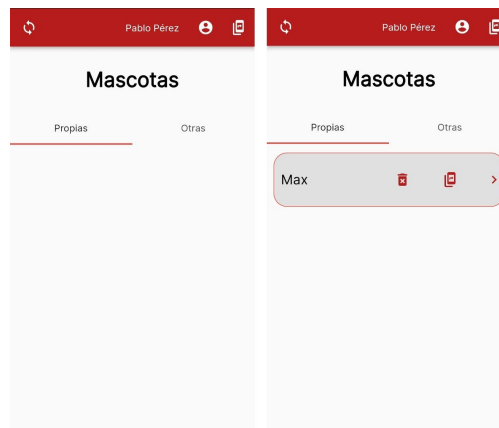 Pablo Pérez
Mascotas
Propias Otras
Pablo Pérez
Mascotas
Propias Otras
Max